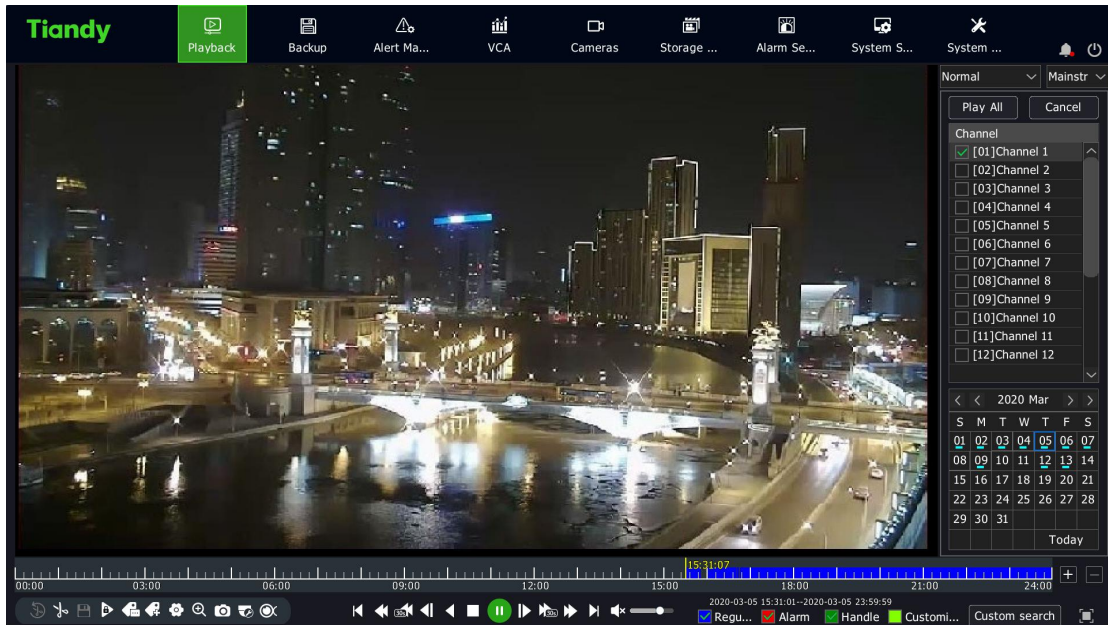 Tiandy
Playback Backup Alert Ma... VCA Cameras Storage ... Alarm Se... System S... System ...
Normal Mainstr
Play All Cancel
Channel
[01]Channel 1
[02]Channel 2
[03]Channel 3
[04]Channel 4
[05]Channel 5
[06]Channel 6
[07]Channel 7
[08]Channel 8
[09]Channel 9
[10]Channel 10
[11]Channel 11
[12]Channel 12
2020 Mar
S M T W T F S
01 02 03 04 05 06 07
08 09 10 11 12 13 14
15 16 17 18 19 20 21
22 23 24 25 26 27 28
29 30 31
Today
15:31:07
00:00 03:00 06:00 09:00 12:00 15:00 18:00 21:00 24:00
30s 30s
2020-03-05 15:31:01--2020-03-05 23:59:59
Regu... Alarm Handle Customi... Custom search